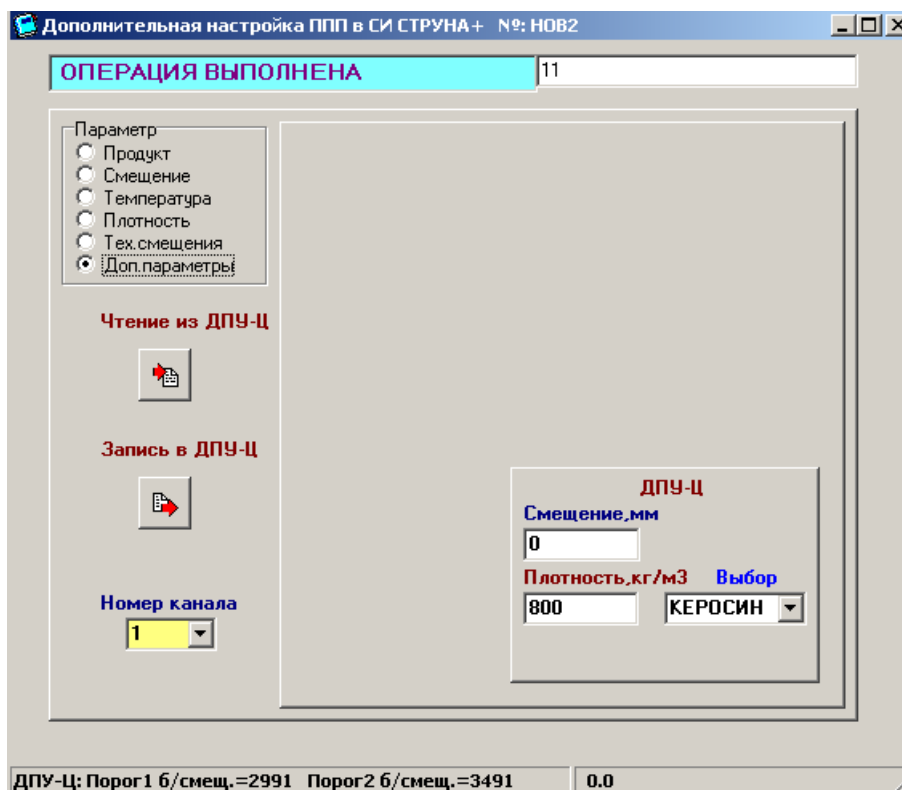 Дополнительная настройка ППП в СИ СТРУНА+ №: НОВ2
ОПЕРАЦИЯ ВЫПОЛНЕНА
11
Параметр
Продукт
Смещение
Температура
Плотность
Тех.смещения
Доп.параметры
Чтение из ДПУ-Ц
Запись в ДПУ-Ц
Номер канала
1
ДПУ-Ц
Смещение,мм
0
Плотность,кг/м3 Выбор
800 КЕРОСИН
ДПУ-Ц: Порог1 б/смещ.=2991 Порог2 б/смещ.=3491
0.0